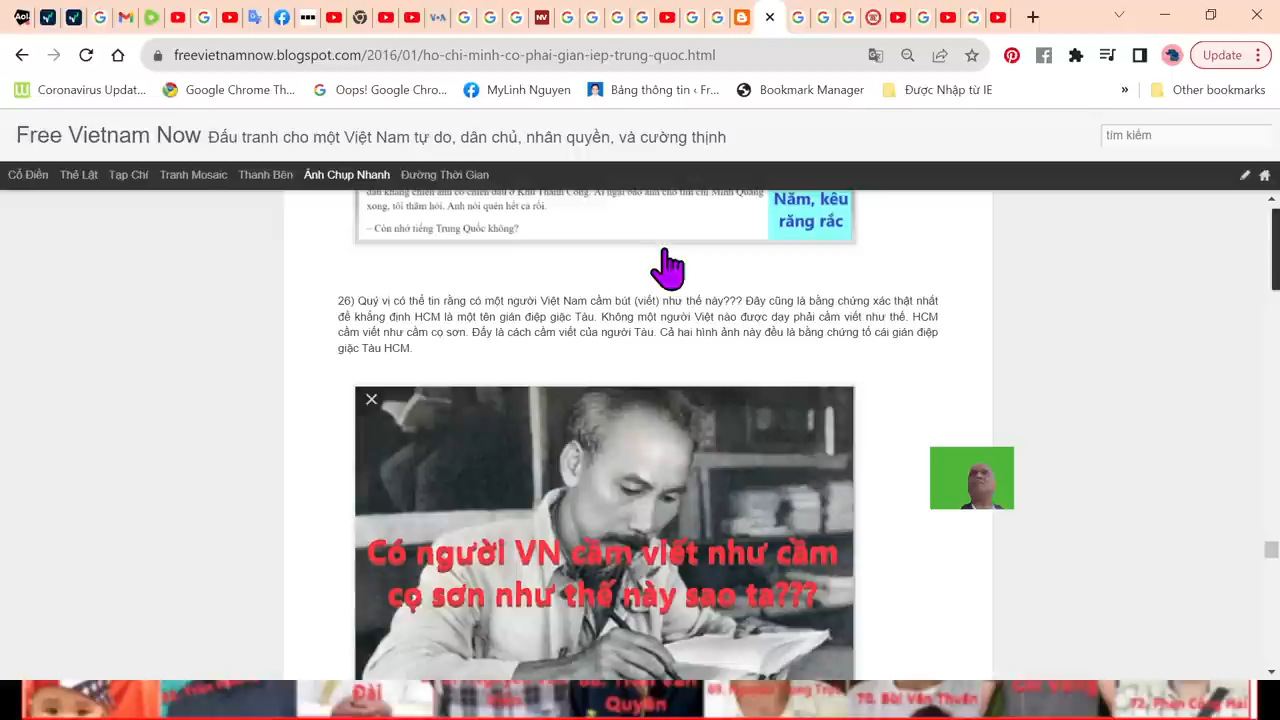 freevietnamnow.blogspot.com/2016/01/ho-chi-minh-co-phai-gian-iep-trung-quoc.html
Update
Coronavirus Updat...
Google Chrome Th...
Oops! Google Chro...
MyLinh Nguyen
Bảng thông tin ‹ Fr...
Bookmark Manager
Được Nhập từ IE
»
Other bookmarks
Free Vietnam Now Đấu tranh cho một Việt Nam tự do, dân chủ, nhân quyền, và cường thịnh
tìm kiếm
Cổ Điển Thẻ Lật Tạp Chí Tranh Mosaic Thanh Bên Ảnh Chụp Nhanh Đường Thời Gian
xong, tôi thăm hỏi. Anh nói quên hết cả rồi.
– Còn nhớ tiếng Trung Quốc không?
Năm, kêu
răng rắc
26) Quý vị có thể tin rằng có một người Việt Nam cầm bút (viết) như thế này??? Đây cũng là bằng chứng xác thật nhất
để khẳng định HCM là một tên gián điệp giặc Tàu. Không một người Việt nào được dạy phải cầm viết như thế. HCM
cầm viết như cầm cọ sơn. Đấy là cách cầm viết của người Tàu. Cả hai hình ảnh này đều là bằng chứng tố cái gián điệp
giặc Tàu HCM.
Có người VN cầm viết như cầm
cọ sơn như thế này sao ta???
Đài
Quyền
70. Bùi Văn Thuấn